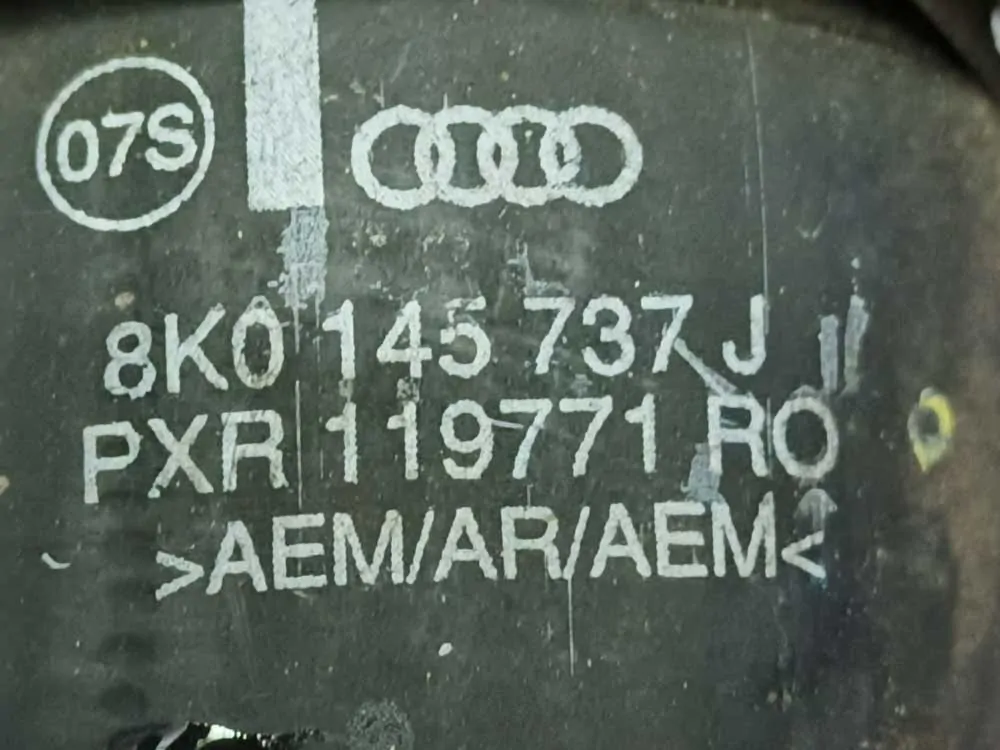 07S
8K0 145 737 J
PXR 119771 RO
>AEM/AR/AEM<